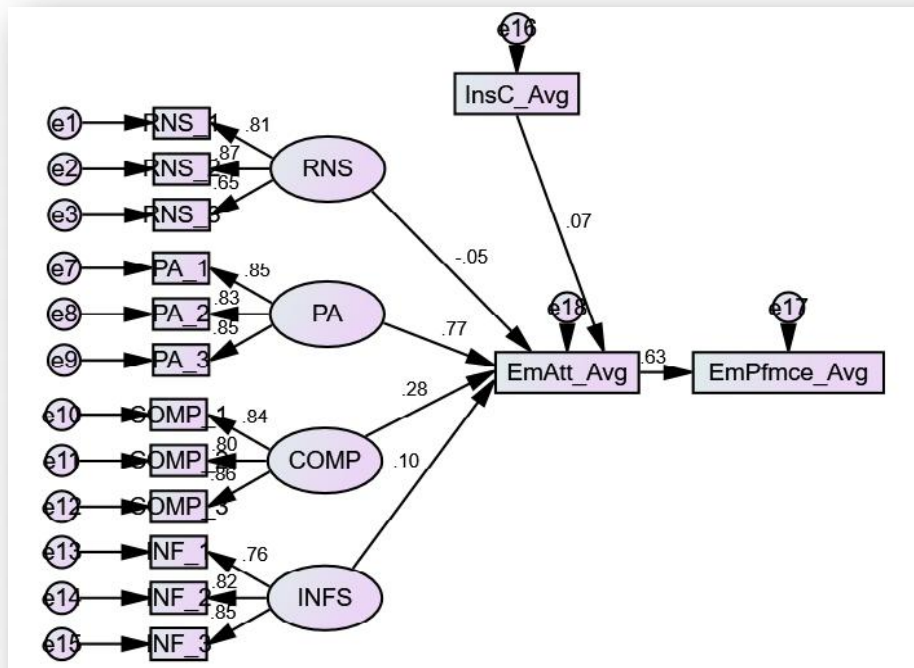 e16
InsC_Avg
e1
RNS_1
.81
e2
RNS_2
.87
RNS
e3
RNS_3
.65
.07
-.05
e7
PA_1
.85
e8
PA_2
.83
PA
e9
PA_3
.85
.77
e18
e17
EmAtt_Avg
.63
EmPfmce_Avg
.28
e10
COMP_1
.84
e11
COMP_2
.80
COMP
e12
COMP_3
.86
.10
e13
INF_1
.76
e14
INF_2
.82
INFS
e15
INF_3
.85